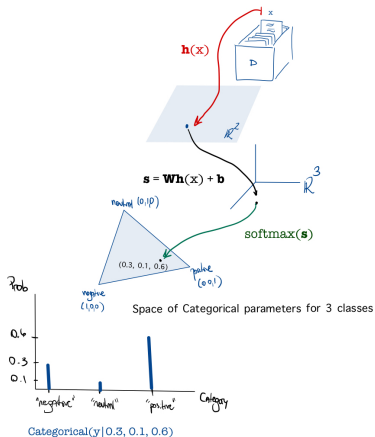 x
h(x)
D
ℝ²
s = Wh(x) + b
ℝ³
neutral (0,1,0)
softmax(s)
(0.3, 0.1, 0.6)
positive
(0,0,1)
negative
(1,0,0)
Space of Categorical parameters for 3 classes
Prob
0.6
0.3
0.1
"negative" "neutral" "positive" Category
Categorical(y|0.3, 0.1, 0.6)